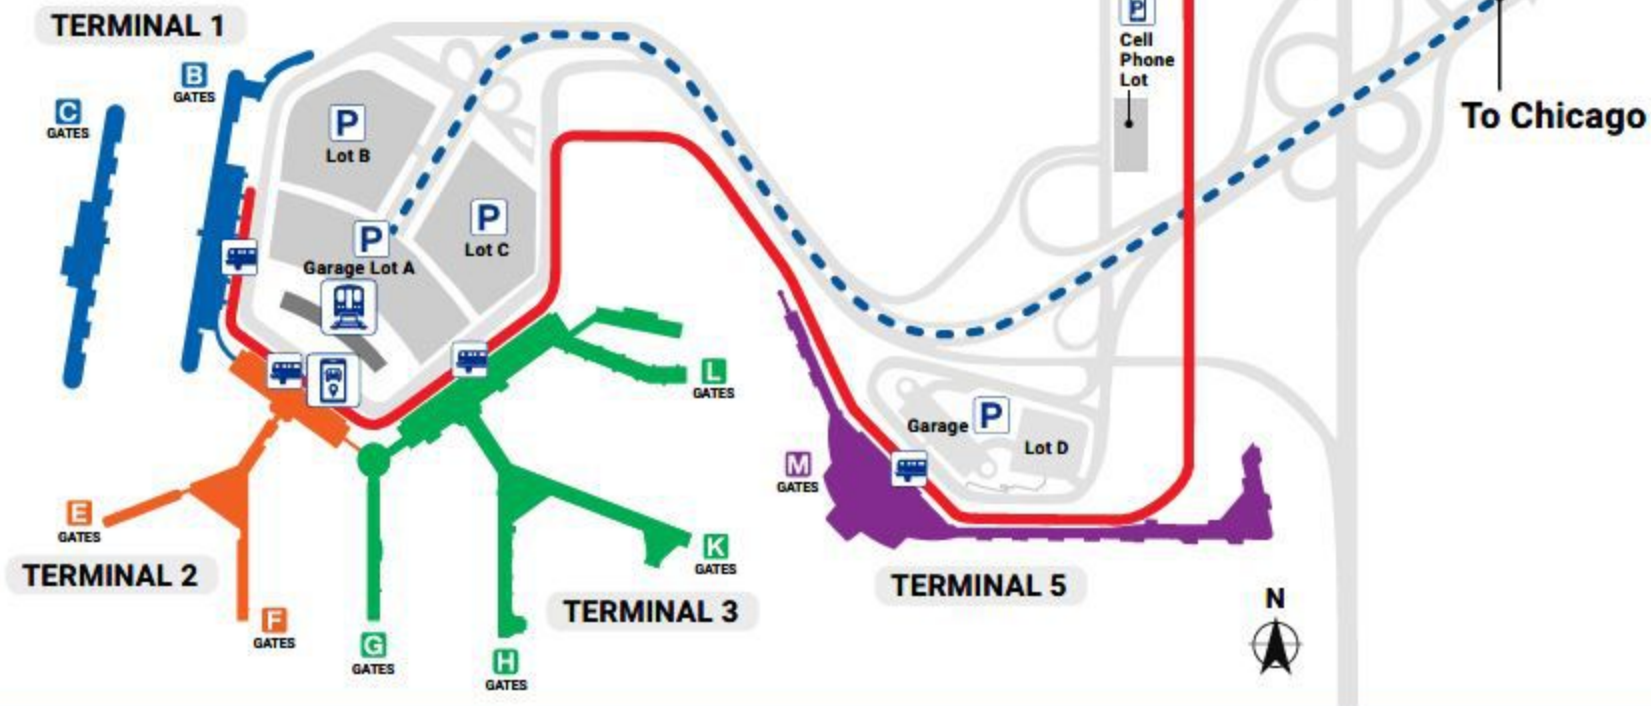 TERMINAL 1
B
GATES
C
GATES
P
Lot B
P
Lot C
P
Garage Lot A
P
Cell
Phone
Lot
To Chicago
L
GATES
P
Garage
Lot D
M
GATES
E
GATES
TERMINAL 2
F
GATES
G
GATES
H
GATES
K
GATES
TERMINAL 3
TERMINAL 5
N